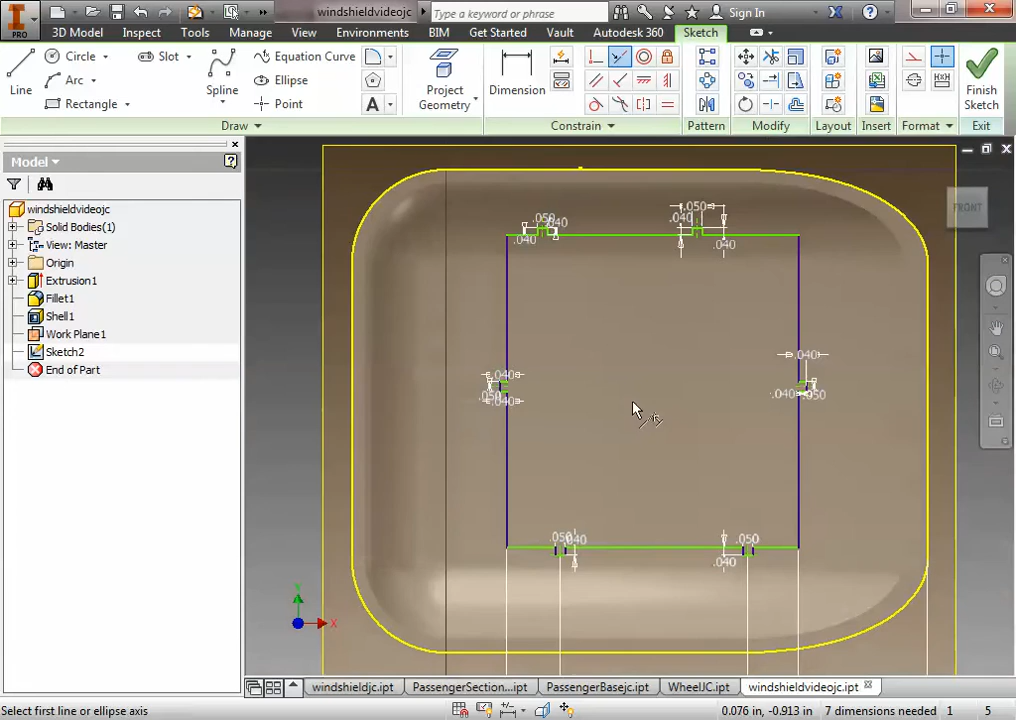 windshieldvideojc
Type a keyword or phrase
Sign In
PRO
3D Model
Inspect
Tools
Manage
View
Environments
BIM
Get Started
Vault
Autodesk 360
Sketch
Line
Circle
Arc
Rectangle
Slot
Spline
Equation Curve
Ellipse
Point
A
Project
Geometry
Dimension
Finish
Sketch
Draw
Constrain
Pattern
Modify
Layout
Insert
Format
Exit
Model
windshieldvideojc
Solid Bodies(1)
View: Master
Origin
Extrusion1
Fillet1
Shell1
Work Plane1
Sketch2
End of Part
FRONT
.050
.040
.040
.050
.040
.040
.040
.050
.040
.040
.040
.050
.050
.040
.050
.040
Y
X
windshieldjc.ipt
PassengerSection...ipt
PassengerBasejc.ipt
WheelJC.ipt
windshieldvideojc.ipt
Select first line or ellipse axis
0.076 in, -0.913 in
7 dimensions needed
1
5